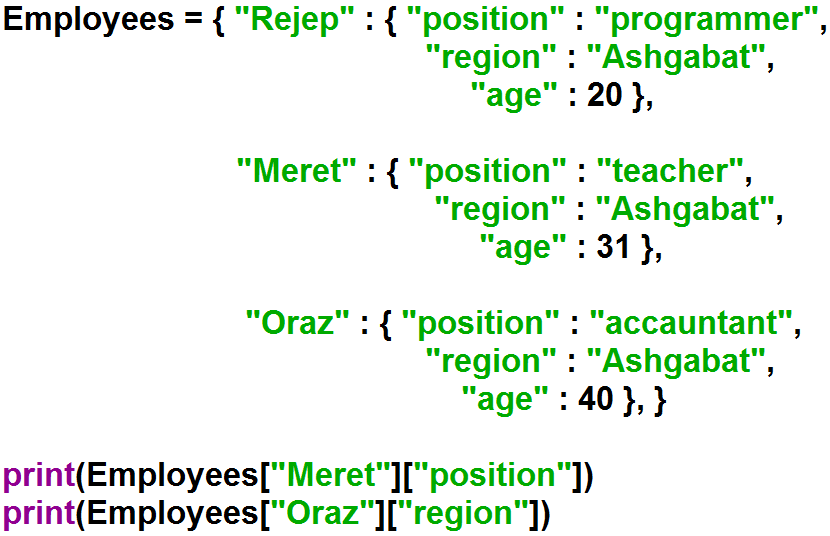 Employees = { "Rejep" : { "position" : "programmer",
"region" : "Ashgabat",
"age" : 20 },
"Meret" : { "position" : "teacher",
"region" : "Ashgabat",
"age" : 31 },
"Oraz" : { "position" : "accauntant",
"region" : "Ashgabat",
"age" : 40 }, }
print(Employees["Meret"]["position"])
print(Employees["Oraz"]["region"])